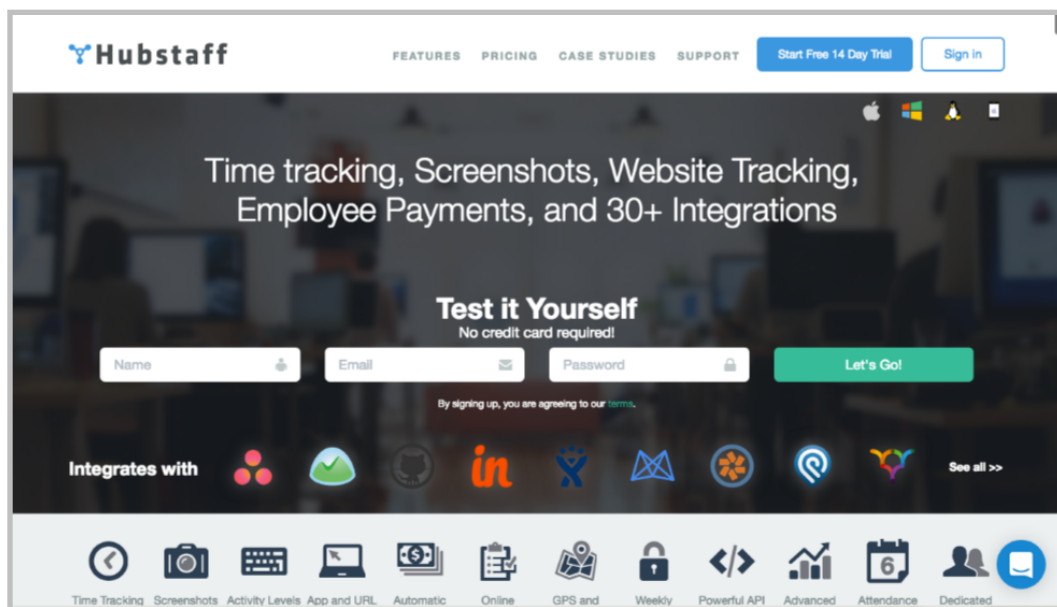 Hubstaff
FEATURES PRICING CASE STUDIES SUPPORT Start Free 14 Day Trial Sign in
Time tracking, Screenshots, Website Tracking,
Employee Payments, and 30+ Integrations
Test it Yourself
No credit card required!
Name Email Password Let's Go!
By signing up, you are agreeing to our terms.
Integrates with in See all >>
6
Time Tracking Screenshots Activity Levels App and URL Automatic Online GPS and Weekly Powerful API Advanced Attendance Dedicated